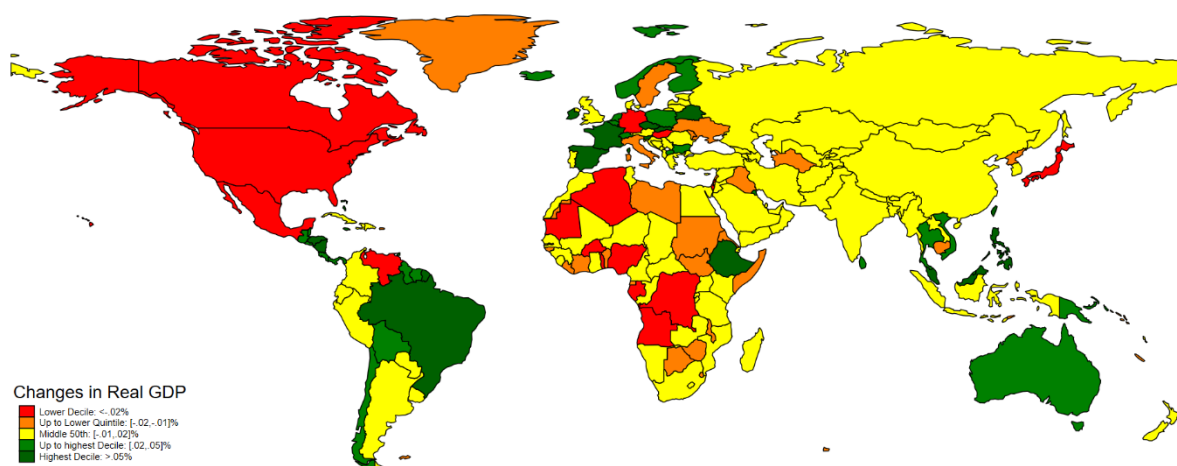 Changes in Real GDP
Lower Decile: <-.02%
Up to Lower Quintile: [-.02,-.01]%
Middle 50th: [-.01,.02]%
Up to highest Decile: [.02,.05]%
Highest Decile: >.05%